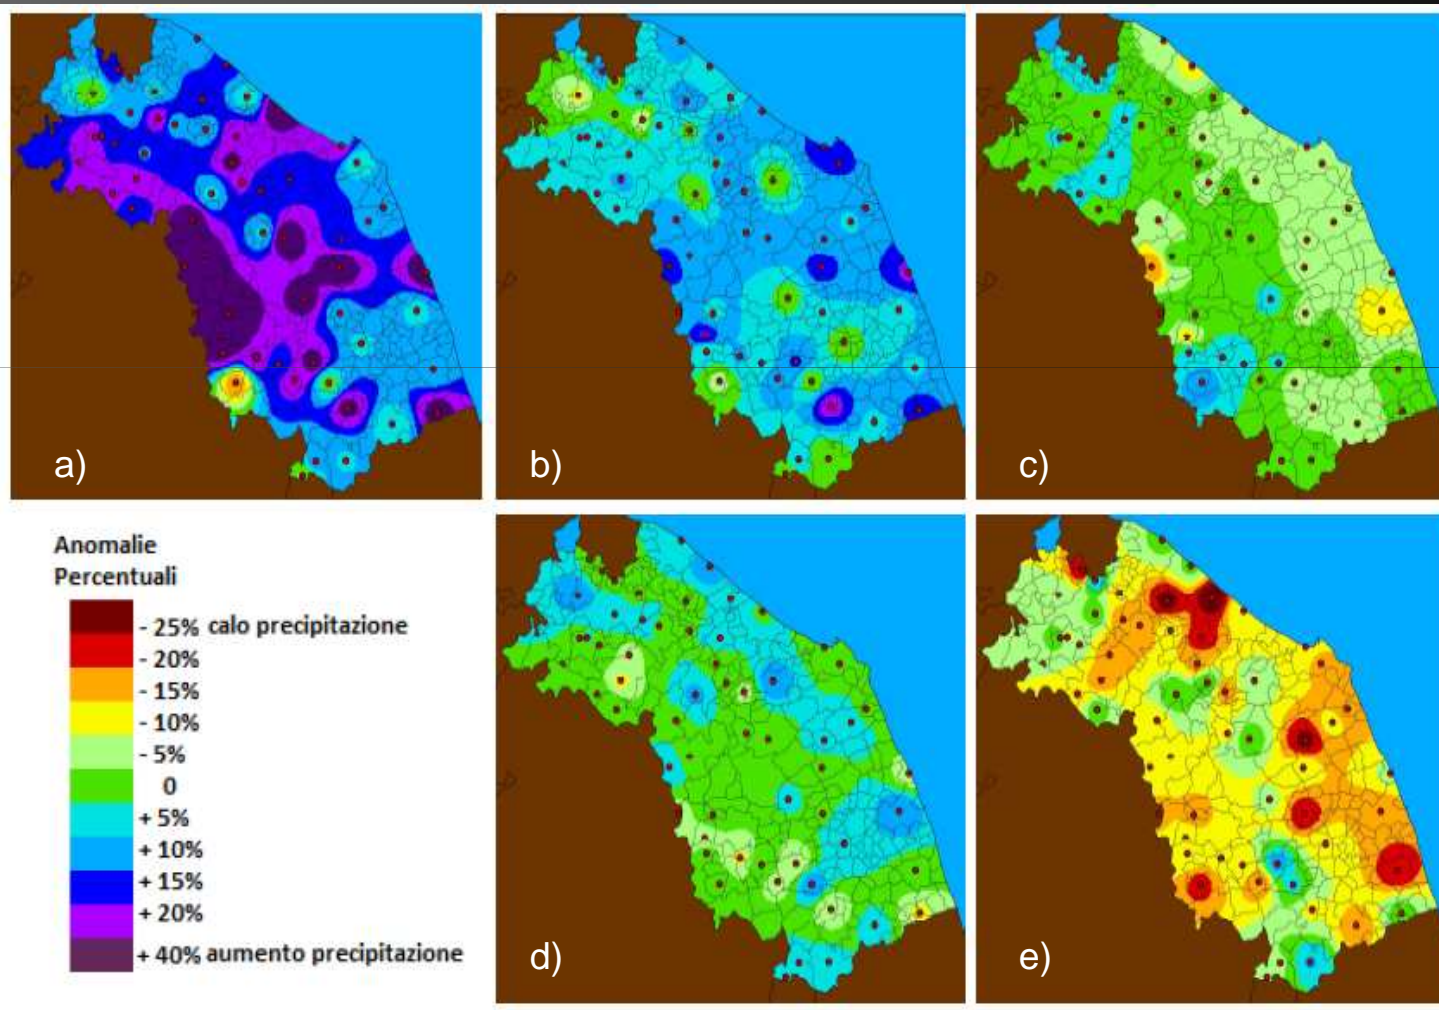 a)
b)
c)
Anomalie
Percentuali
- 25% calo precipitazione
- 20%
- 15%
- 10%
- 5%
0
+ 5%
+ 10%
+ 15%
+ 20%
+ 40% aumento precipitazione
d)
e)